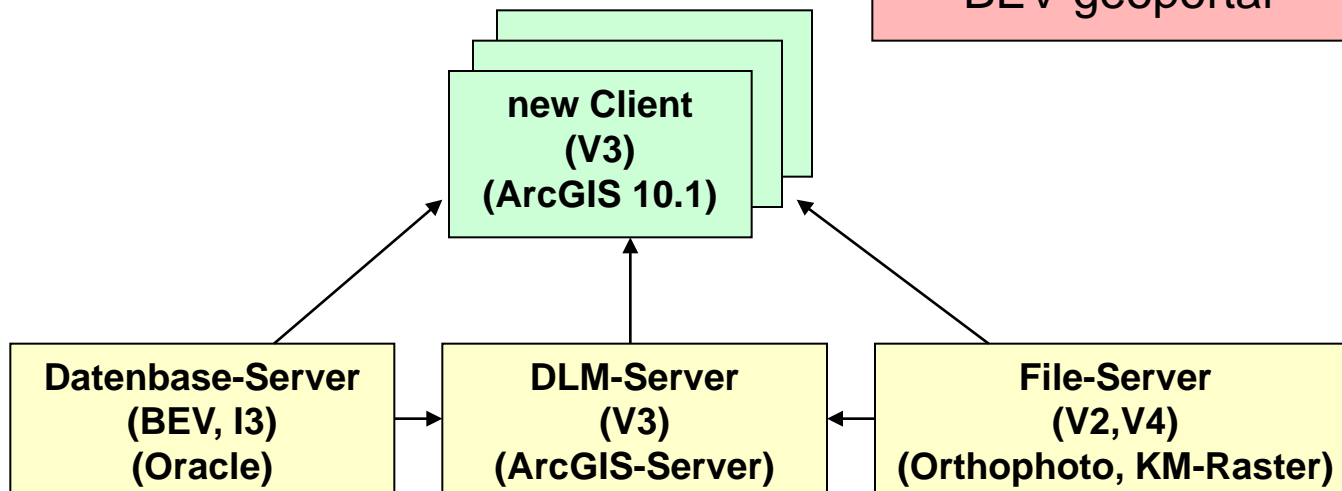 BEV geoportal
new Client
(V3)
(ArcGIS 10.1)
Datenbase-Server
(BEV, I3)
(Oracle)
DLM-Server
(V3)
(ArcGIS-Server)
File-Server
(V2,V4)
(Orthophoto, KM-Raster)